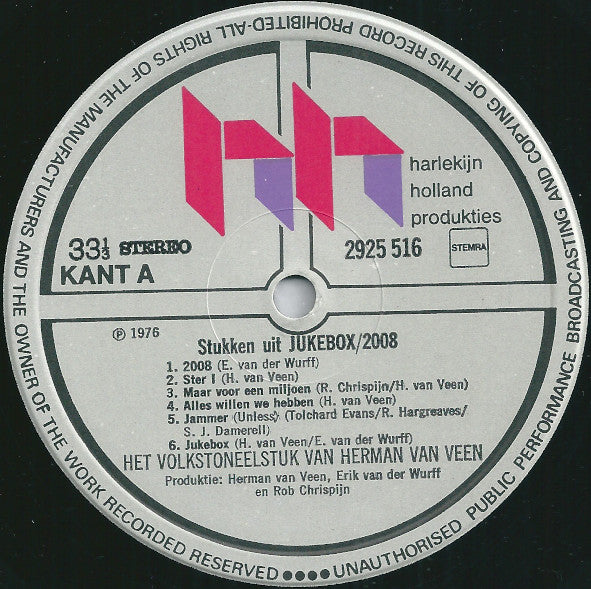 UNAUTHORISED PUBLIC PERFORMANCE BROADCASTING AND COPYING OF THIS RECORD PROHIBITED-ALL RIGHTS OF THE MANUFACTURERS AND THE OWNER OF THE WORK RECORDED RESERVED
harlekijn
holland
produkties
33⅓ STEREO
2925 516
STEMRA
KANT A
℗ 1976
Stukken uit JUKEBOX/2008
1. 2008 (E. van der Wurff)
2. Ster I (H. van Veen)
3. Maar voor een miljoen (R. Chrispijn/H. van Veen)
4. Alles willen we hebben (H. van Veen)
5. Jammer (Unless) (Tolchard Evans/R. Hargreaves/
S. J. Damerell)
6. Jukebox (H. van Veen/E. van der Wurff)
HET VOLKSTONEELSTUK VAN HERMAN VAN VEEN
Produktie: Herman van Veen, Erik van der Wurff
en Rob Chrispijn